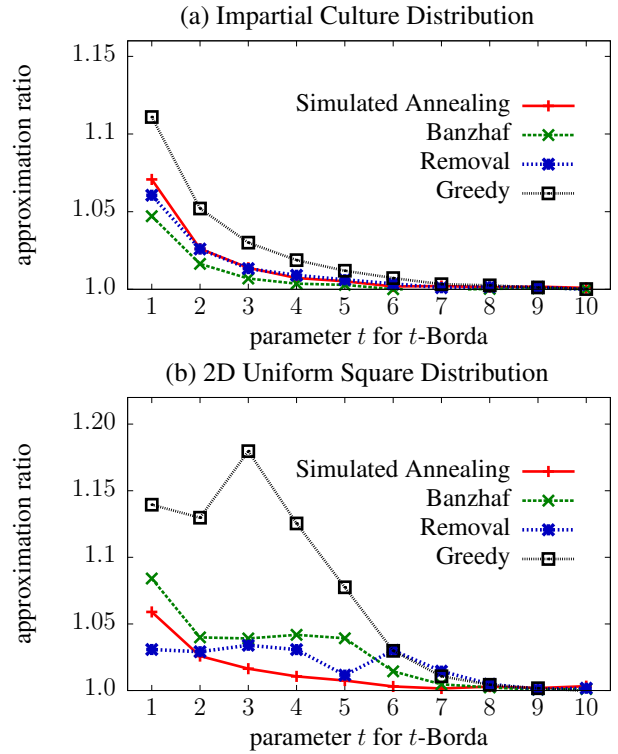 (a) Impartial Culture Distribution
approximation ratio
1.15
1.1
1.05
1.0
Simulated Annealing
Banzhaf
Removal
Greedy
1 2 3 4 5 6 7 8 9 10
parameter t for t-Borda
(b) 2D Uniform Square Distribution
approximation ratio
1.20
1.15
1.10
1.05
1.0
Simulated Annealing
Banzhaf
Removal
Greedy
1 2 3 4 5 6 7 8 9 10
parameter t for t-Borda